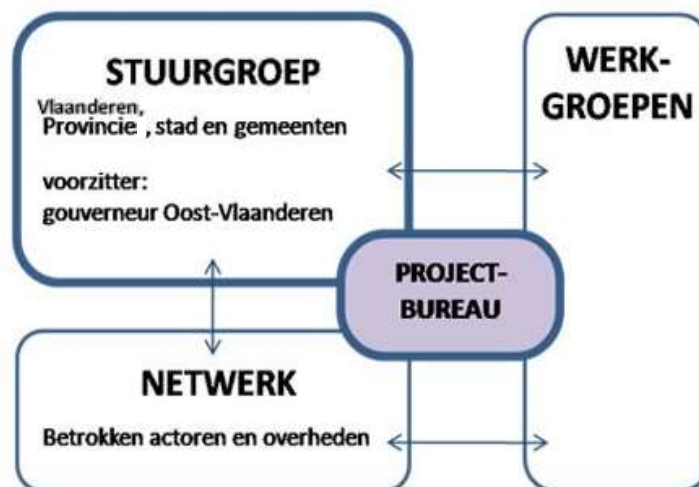 STUURGROEP
Vlaanderen,
Provincie , stad en gemeenten
voorzitter:
gouverneur Oost-Vlaanderen
WERK-
GROEPEN
PROJECT-
BUREAU
NETWERK
Betrokken actoren en overheden